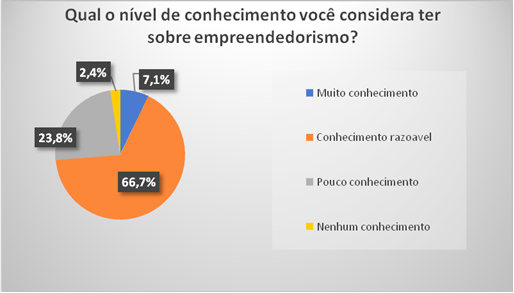 Qual o nível de conhecimento você considera ter
sobre empreendedorismo?
2,4%
7,1%
23,8%
66,7%
Muito conhecimento
Conhecimento razoavel
Pouco conhecimento
Nenhum conhecimento